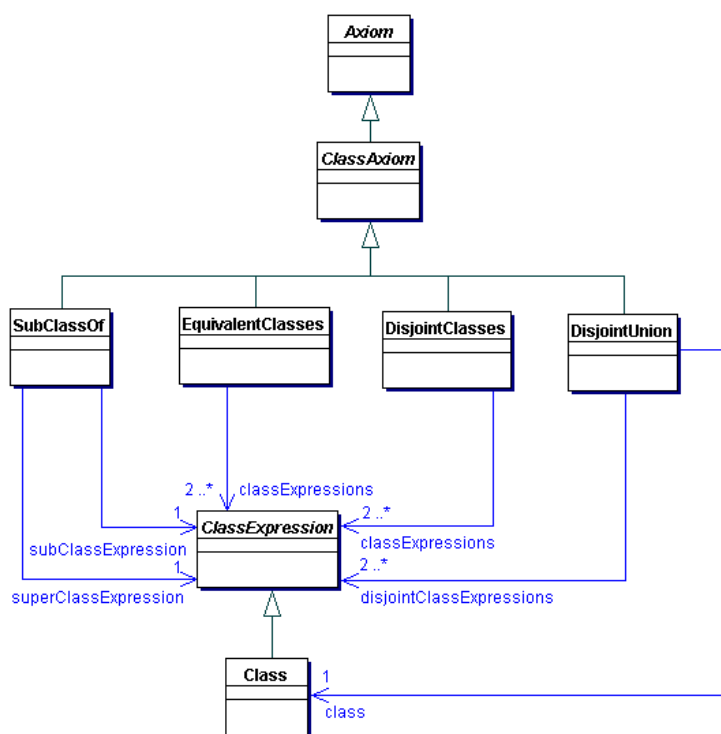 Axiom
ClassAxiom
SubClassOf
EquivalentClasses
DisjointClasses
DisjointUnion
2 ..*
classExpressions
1
subClassExpression
ClassExpression
2 ..*
classExpressions
1
superClassExpression
2 ..*
disjointClassExpressions
Class
1
class